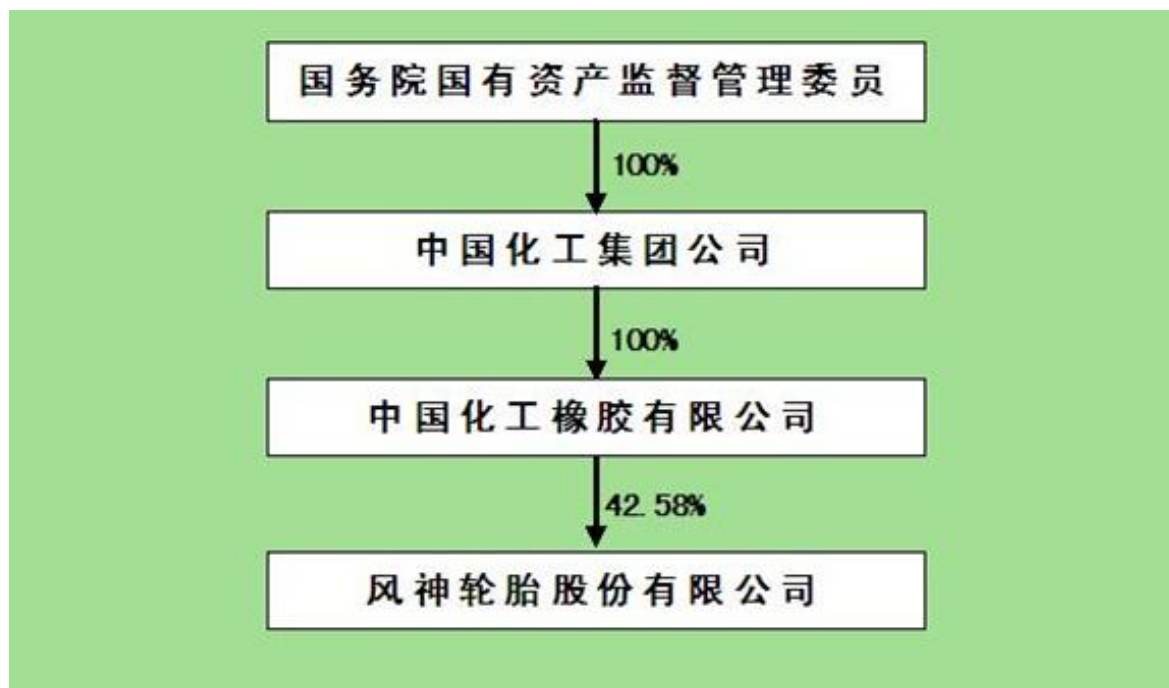 国务院国有资产监督管理委员
100%
中国化工集团公司
100%
中国化工橡胶有限公司
42.58%
风神轮胎股份有限公司